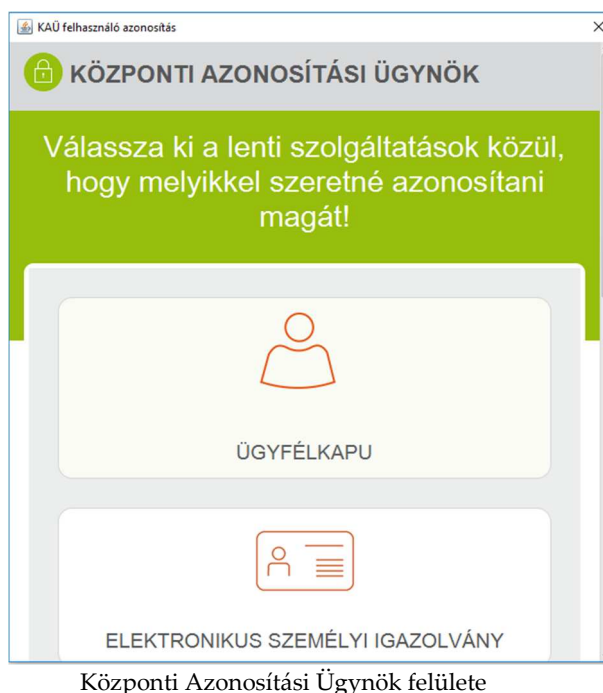 KAÜ felhasználó azonosítás
KÖZPONTI AZONOSÍTÁSI ÜGYNÖK
Válassza ki a lenti szolgáltatások közül,
hogy melyikkel szeretné azonosítani
magát!
ÜGYFÉLKAPU
ELEKTRONIKUS SZEMÉLYI IGAZOLVÁNY
Központi Azonosítási Ügynök felülete